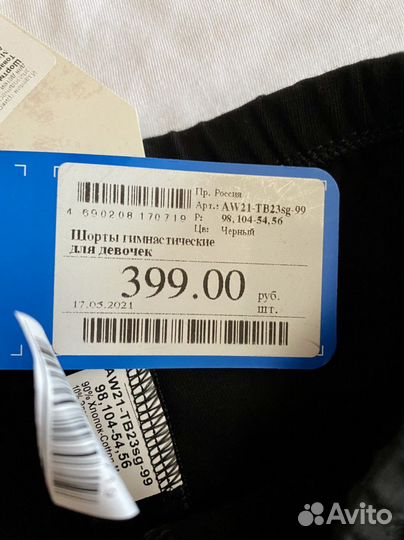 Пр. Россия
Арт.: AW21-TB23sg-99
4 690208 170719
Р: 98,104-54,56
Цв: Черный
Шорты гимнастические
для девочек
399.00 руб.
17.05.2021 шт.
AW21-TB23sg-99
98,104-54,56
90% Хлопок-Cotton
Avito